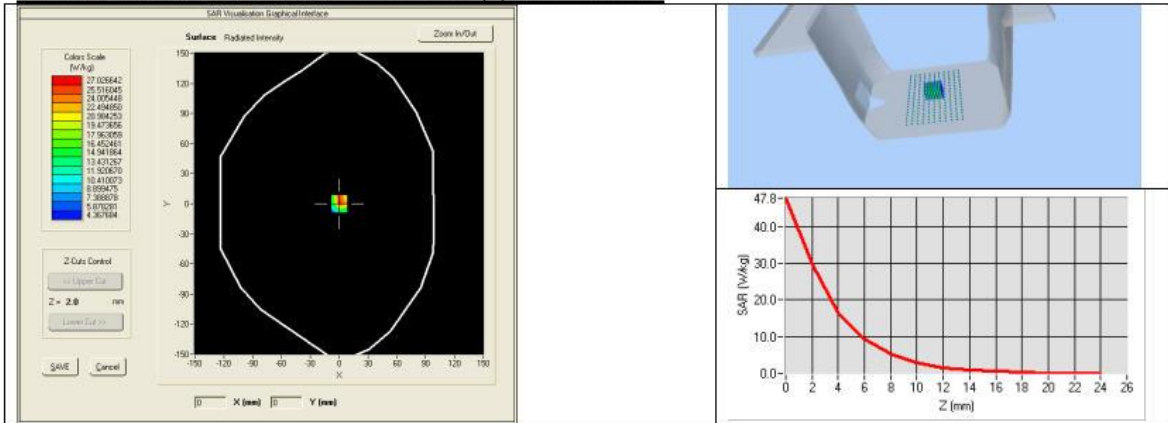 SAR Visualisation Graphical Interface
Surface Radiated Intensity
Zoom In/Out
Colors Scale
(W/kg)
27.026642
25.516045
24.005448
22.494850
20.984253
19.473656
17.963059
16.452461
14.941864
13.431267
11.920670
10.410073
8.899475
7.388878
5.878281
4.367684
Z-Cuts Control
<< Upper Cut
Z = 2.0 mm
Lower Cut >>
SAVE Cancel
150
120
90
60
30
0
-30
-60
-90
-120
-150
Y
-150 -120 -90 -60 -30 0 30 60 90 120 150
X
0 X (mm) 0 Y (mm)
47.8
40.0
30.0
20.0
10.0
0.0
SAR (W/kg)
0 2 4 6 8 10 12 14 16 18 20 22 24 26
Z (mm)